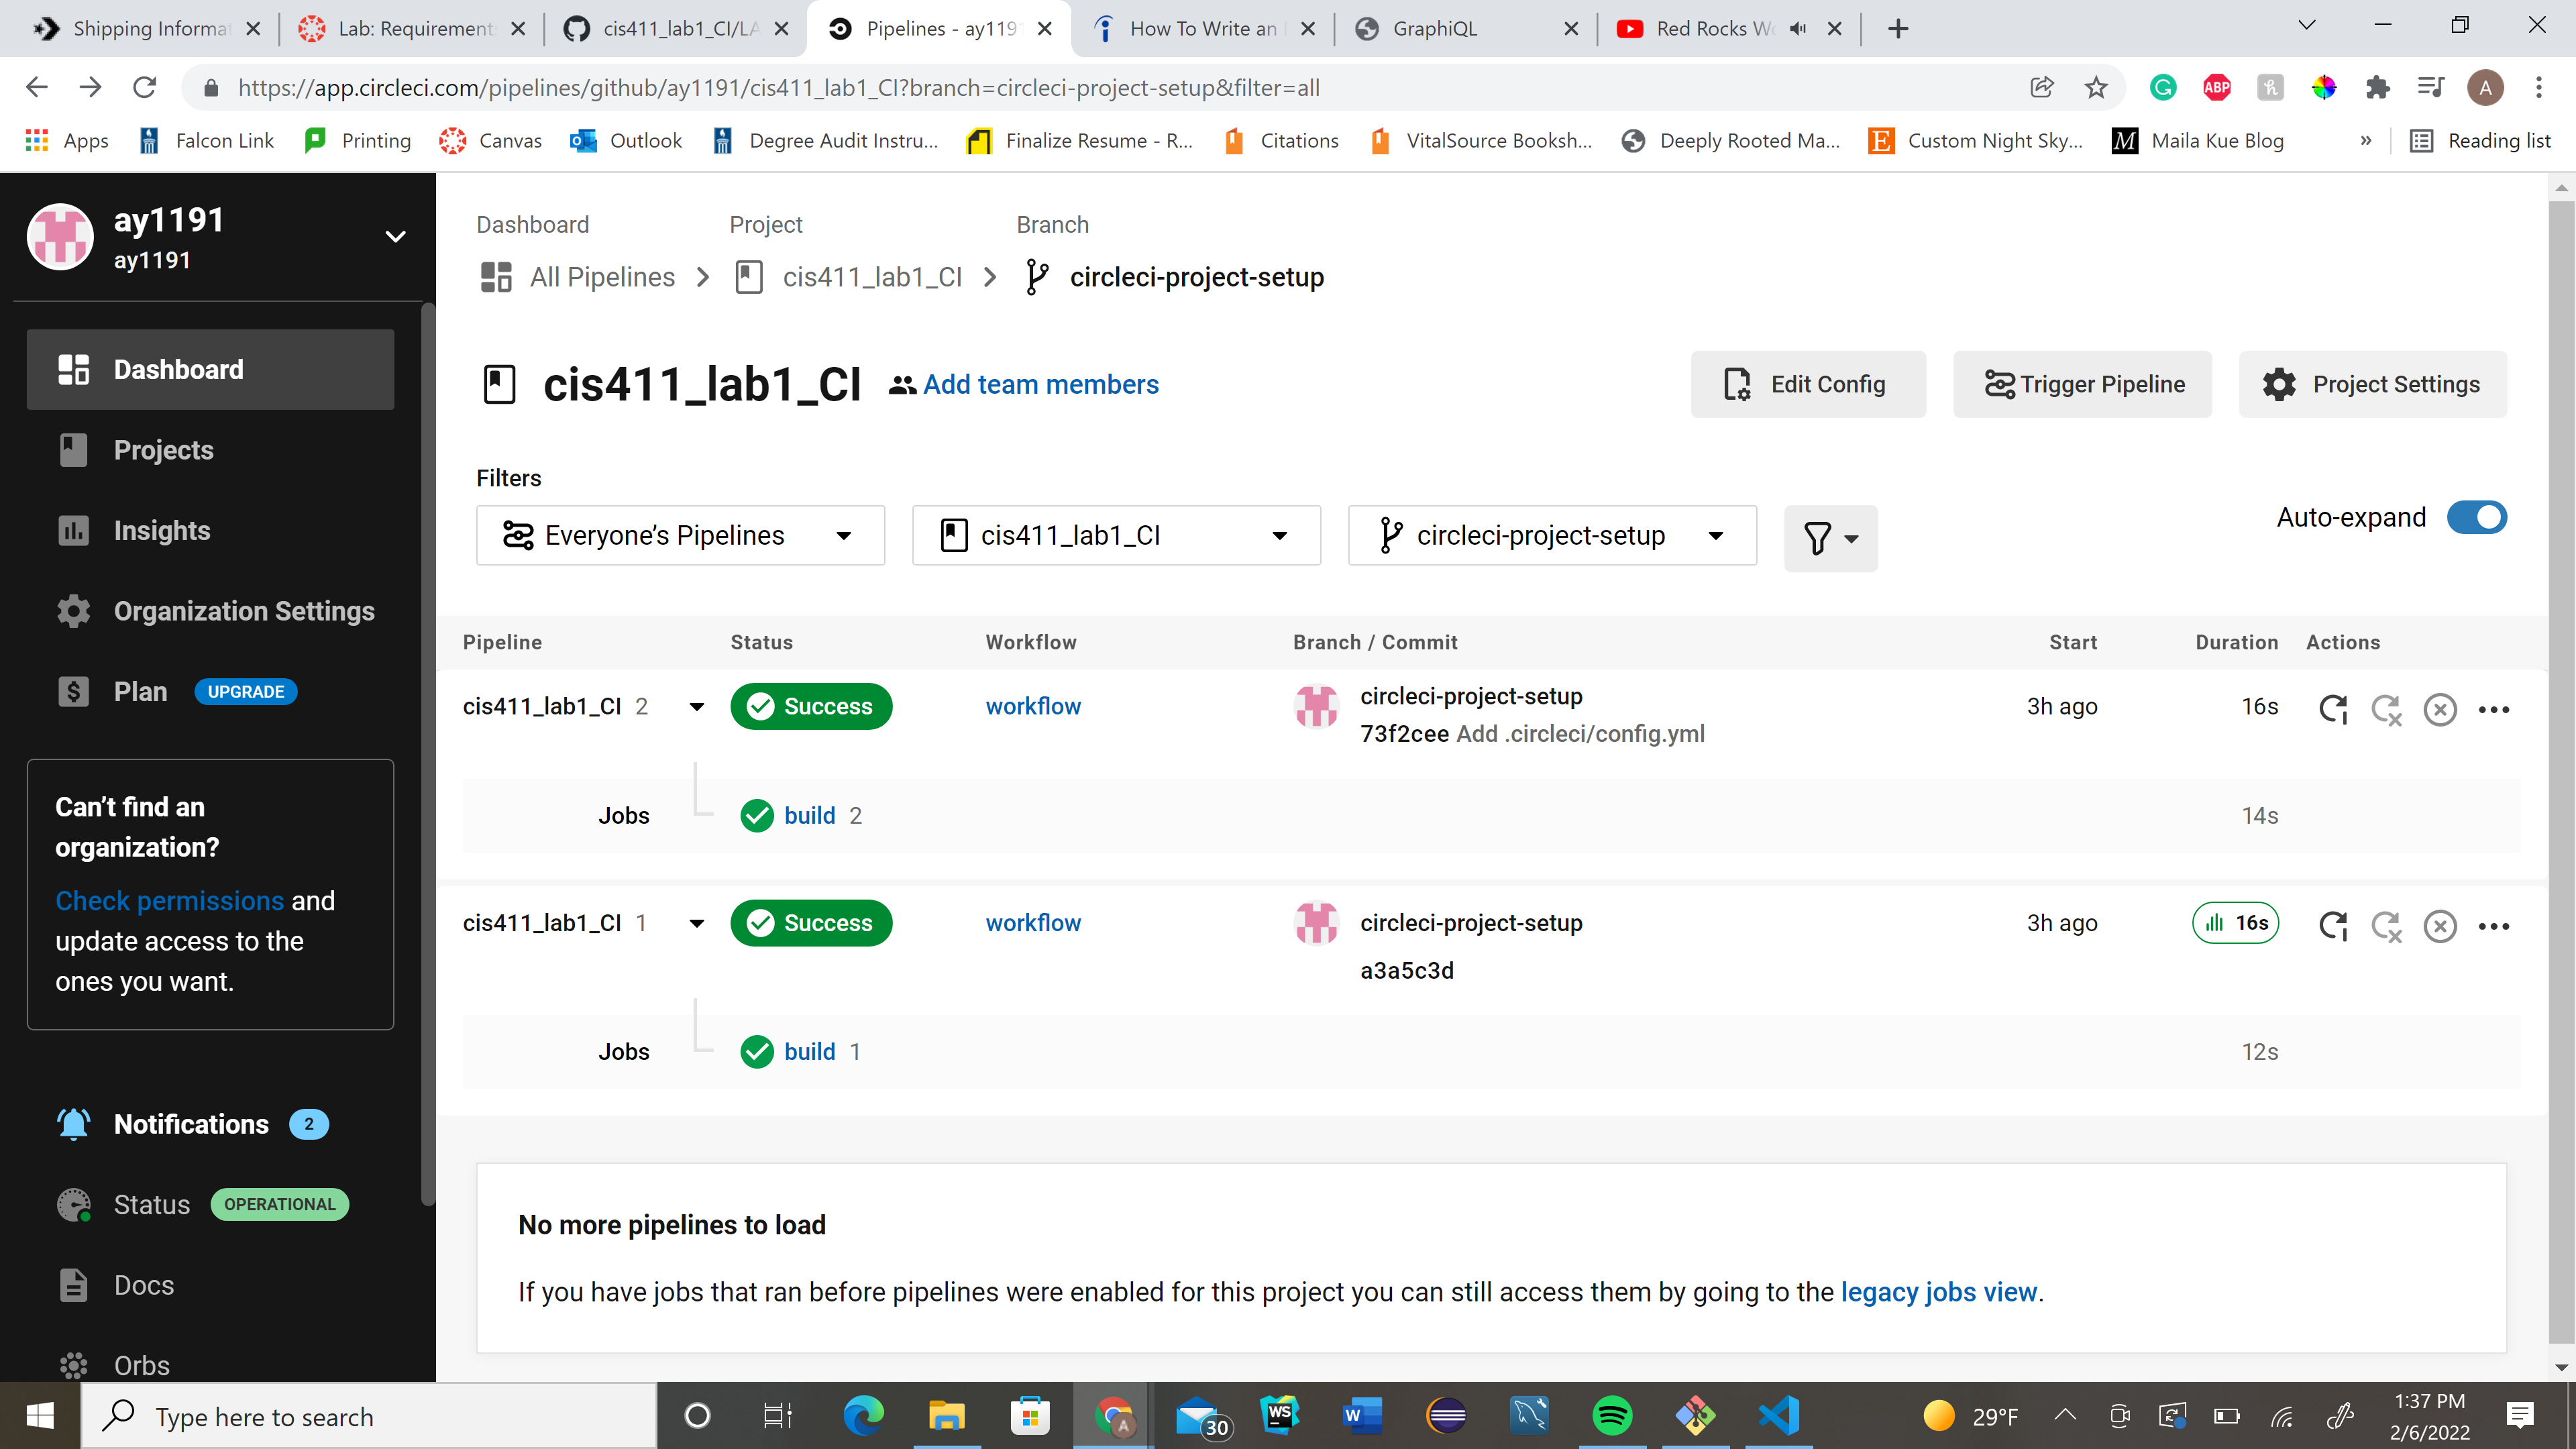 Shipping Informat
Lab: Requirement
cis411_lab1_CI/LA
Pipelines - ay1191
How To Write an
GraphiQL
Red Rocks Wo
https://app.circleci.com/pipelines/github/ay1191/cis411_lab1_CI?branch=circleci-project-setup&filter=all
ABP
A
Apps
Falcon Link
Printing
Canvas
Outlook
Degree Audit Instru...
Finalize Resume - R...
Citations
VitalSource Booksh...
Deeply Rooted Ma...
Custom Night Sky...
Maila Kue Blog
»
Reading list
ay1191
ay1191
Dashboard
Projects
Insights
Organization Settings
Plan UPGRADE
Can’t find an
organization?
Check permissions and
update access to the
ones you want.
Notifications 2
Status OPERATIONAL
Docs
Orbs
Dashboard Project Branch
All Pipelines cis411_lab1_CI circleci-project-setup
cis411_lab1_CI Add team members
Edit Config Trigger Pipeline Project Settings
Filters
Everyone’s Pipelines cis411_lab1_CI circleci-project-setup
Auto-expand
Pipeline Status Workflow Branch / Commit Start Duration Actions
cis411_lab1_CI 2 Success workflow circleci-project-setup 3h ago 16s
73f2cee Add .circleci/config.yml
Jobs build 2 14s
cis411_lab1_CI 1 Success workflow circleci-project-setup 3h ago 16s
a3a5c3d
Jobs build 1 12s
No more pipelines to load
If you have jobs that ran before pipelines were enabled for this project you can still access them by going to the legacy jobs view.
Type here to search
A
30
WS
W
29°F
1:37 PM
2/6/2022